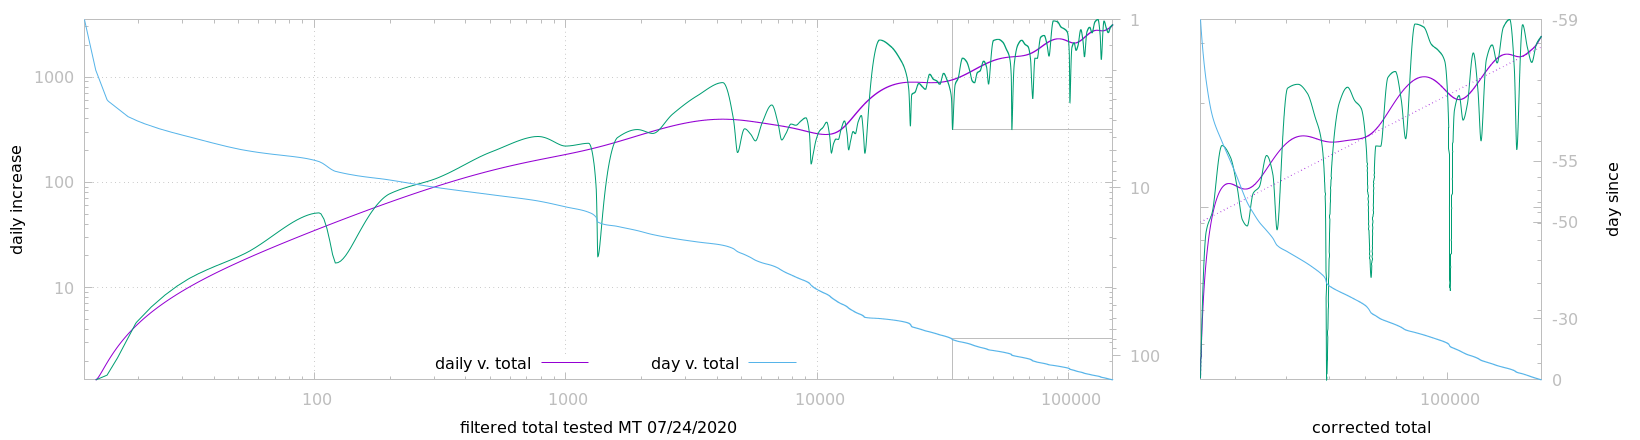 daily increase
1000
100
10
daily v. total
day v. total
100
1000
10000
100000
filtered total tested MT 07/24/2020
1
10
100
-59
-55
-50
-30
0
day since
100000
corrected total